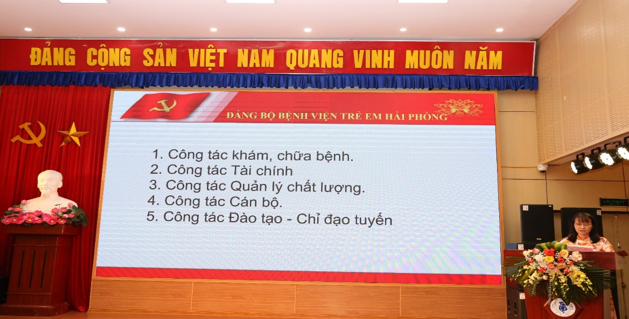 ĐẢNG CỘNG SẢN VIỆT NAM QUANG VINH MUÔN NĂM
ĐẢNG BỘ BỆNH VIỆN TRẺ EM HẢI PHÒNG
1. Công tác khám, chữa bệnh.
2. Công tác Tài chính
3. Công tác Quản lý chất lượng.
4. Công tác Cán bộ.
5. Công tác Đào tạo - Chỉ đạo tuyến